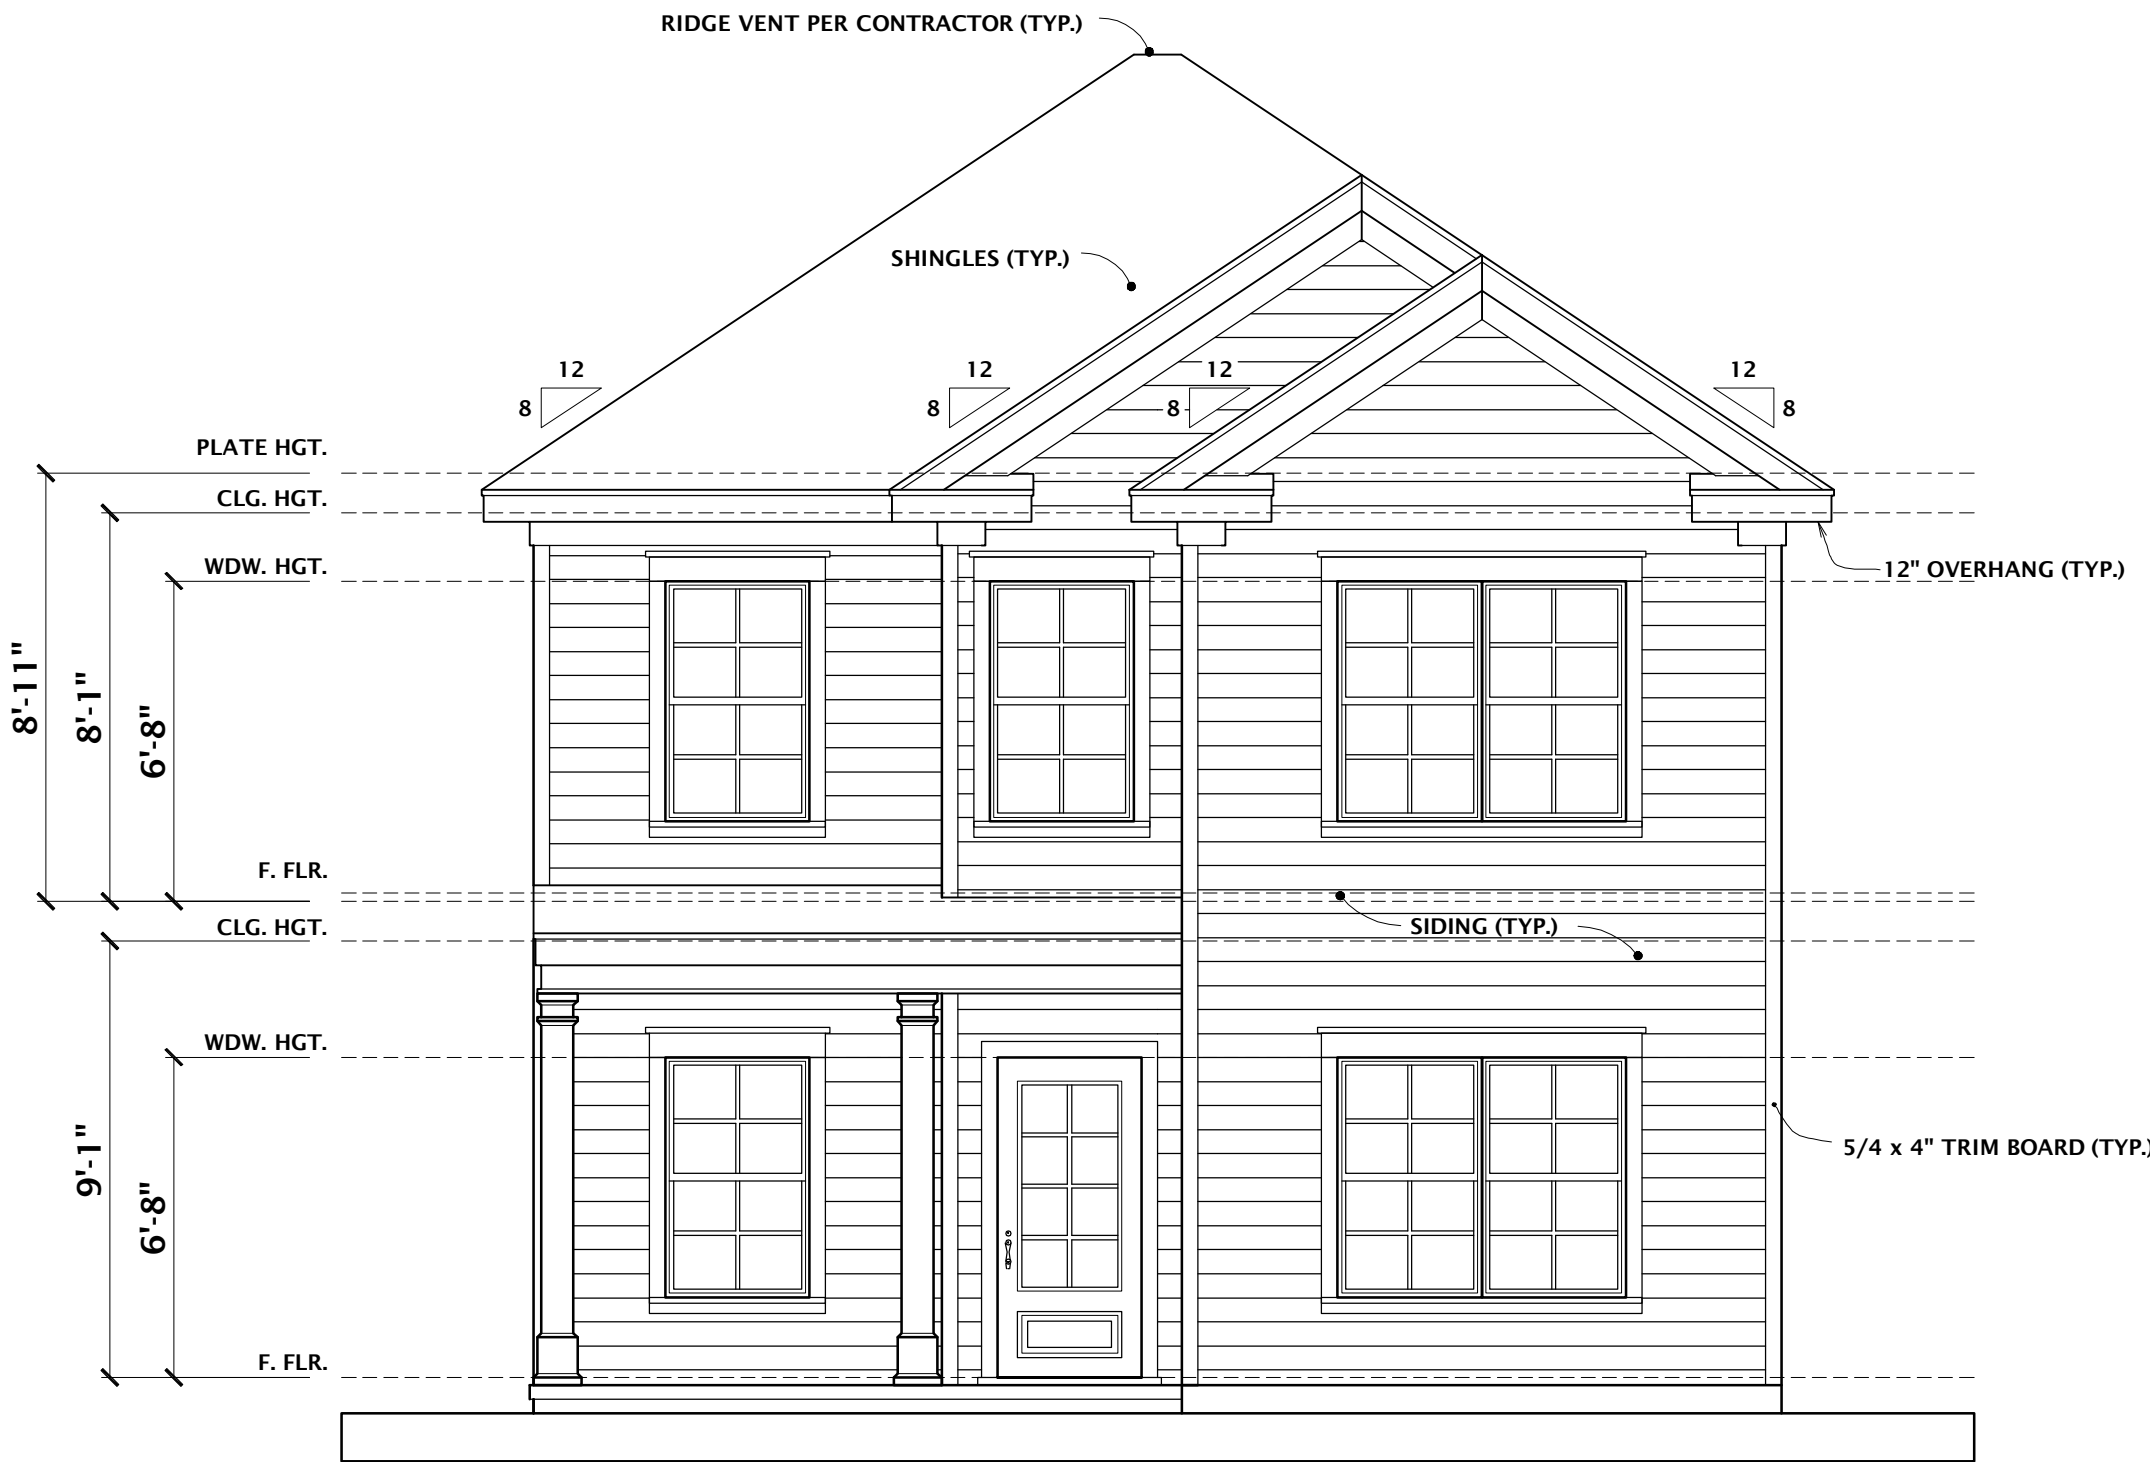 RIDGE VENT PER CONTRACTOR (TYP.)
SHINGLES (TYP.)
12
8
12
8
12
8
12
8
PLATE HGT.
CLG. HGT.
WDW. HGT.
12" OVERHANG (TYP.)
8'-11"
8'-1"
6'-8"
F. FLR.
CLG. HGT.
SIDING (TYP.)
WDW. HGT.
9'-1"
6'-8"
5/4 x 4" TRIM BOARD (TYP.)
F. FLR.